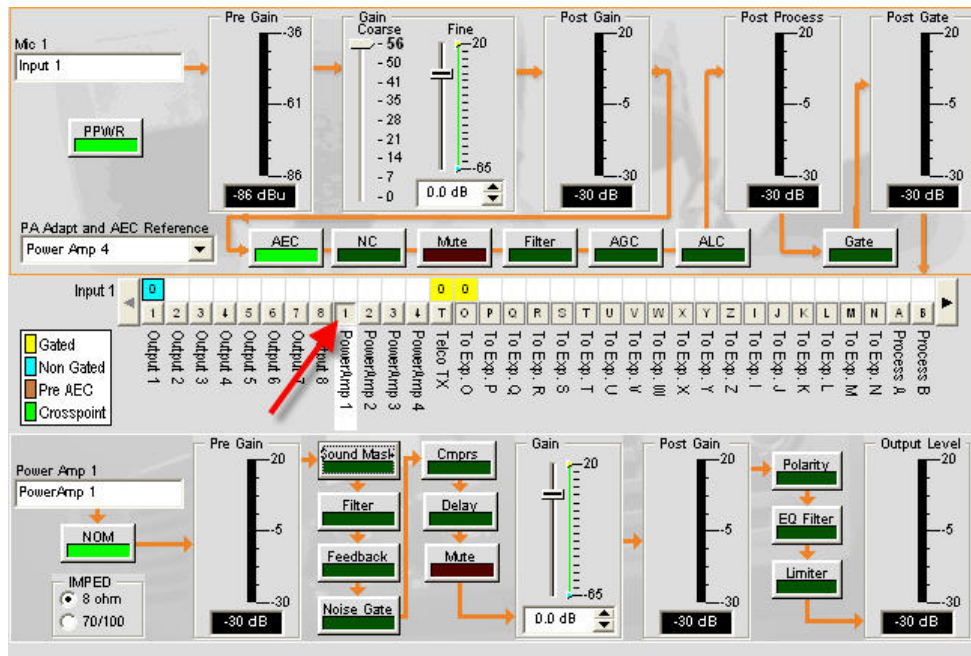 Pre Gain
Gain
Post Gain
Post Process
Post Gate
Coarse
Fine
Mic 1
Input 1
PPWR
-36
-61
-86
-86 dBu
- 56
- 50
- 41
- 35
- 28
- 21
- 14
- 7
- 0
20
-65
0.0 dB
20
-5
-30
-30 dB
20
-5
-30
-30 dB
20
-5
-30
-30 dB
PA Adapt and AEC Reference
Power Amp 4
AEC
NC
Mute
Filter
AGC
ALC
Gate
Input 1
0
0
0
1 2 3 4 5 6 7 8 1 2 3 4 T O P Q R S T U V W X Y Z I J K L M N A B
Output 1
Output 2
Output 3
Output 4
Output 5
Output 6
Output 7
Output 8
PowerAmp 1
PowerAmp 2
PowerAmp 3
PowerAmp 4
Telco TX
To Exp. O
To Exp. P
To Exp. Q
To Exp. R
To Exp. S
To Exp. T
To Exp. U
To Exp. V
To Exp. W
To Exp. X
To Exp. Y
To Exp. Z
To Exp. I
To Exp. J
To Exp. K
To Exp. L
To Exp. M
To Exp. N
Process A
Process B
Gated
Non Gated
Pre AEC
Crosspoint
Pre Gain
Gain
Post Gain
Output Level
Power Amp 1
PowerAmp 1
NOM
IMPED
8 ohm
70/100
20
-5
-30
-30 dB
Sound Mask
Filter
Feedback
Noise Gate
Cmprs
Delay
Mute
20
-65
0.0 dB
20
-5
-30
-30 dB
Polarity
EQ Filter
Limiter
20
-5
-30
-30 dB